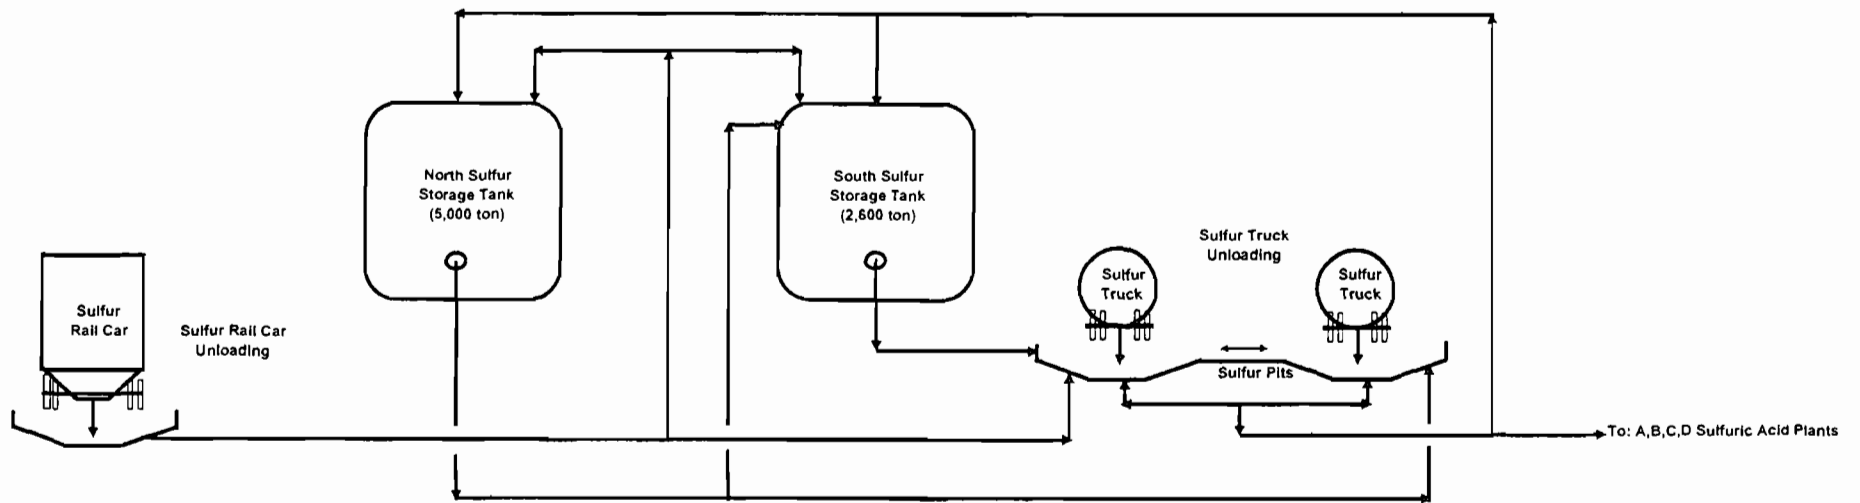 North Sulfur
Storage Tank
(5,000 ton)
South Sulfur
Storage Tank
(2,600 ton)
Sulfur Truck
Unloading
Sulfur
Truck
Sulfur
Truck
Sulfur
Rail Car
Sulfur Rail Car
Unloading
Sulfur Pits
To: A,B,C,D Sulfuric Acid Plants